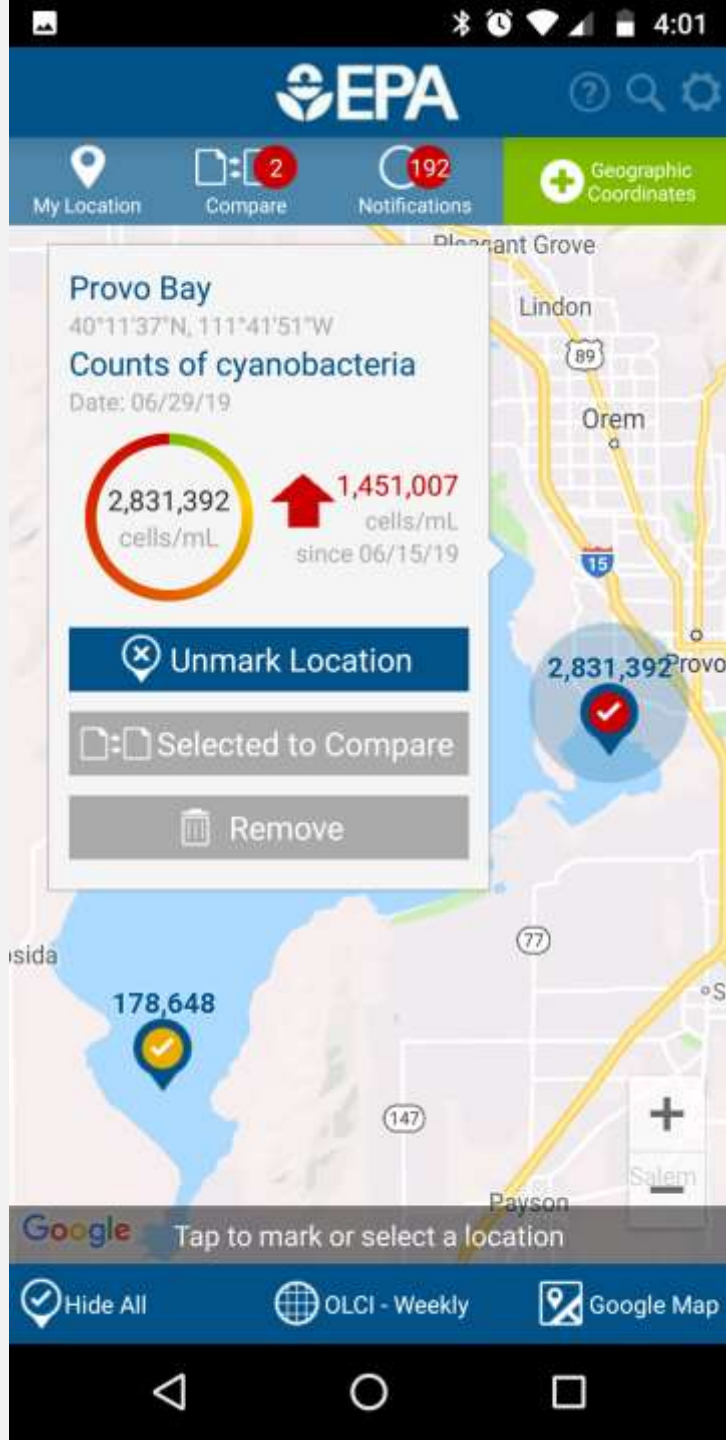 4:01
EPA
My Location
Compare
2
Notifications
192
Geographic
Coordinates
Pleasant Grove
Provo Bay
40°11'37"N, 111°41'51"W
Counts of cyanobacteria
Date: 06/29/19
2,831,392
cells/mL
1,451,007
cells/mL
since 06/15/19
Unmark Location
Selected to Compare
Remove
Lindon
89
Orem
15
2,831,392
Provo
77
sida
178,648
147
Salem
Payson
Google
Tap to mark or select a location
Hide All
OLCI - Weekly
Google Map